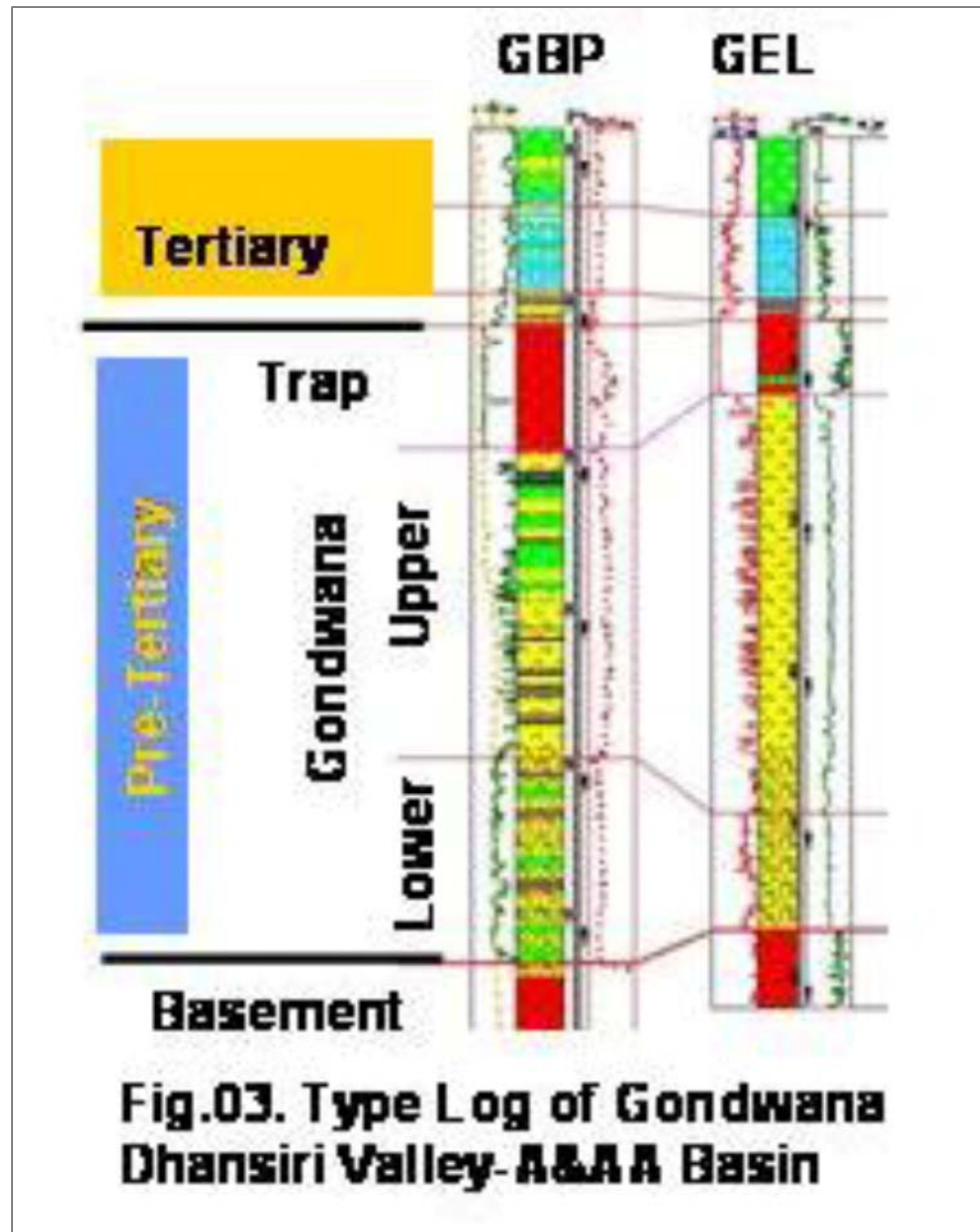 GBP GEL
Tertiary
Trap
Pre-Tertiary
Gondwana
Upper
Lower
Basement
Fig.03. Type Log of Gondwana
Dhansiri Valley-A&AA Basin